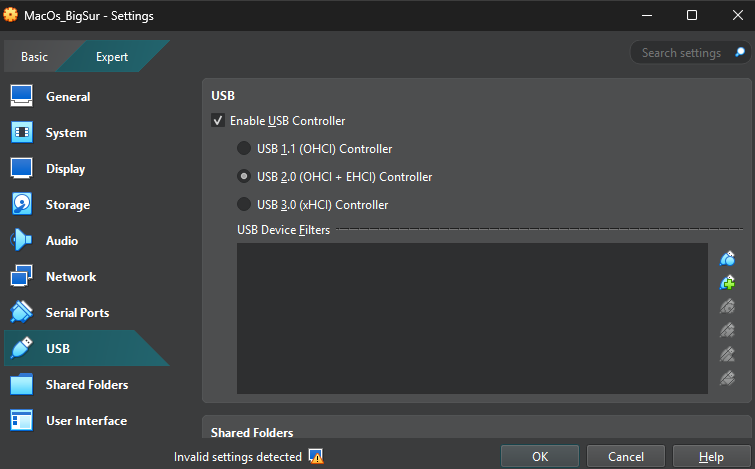 MacOs_BigSur - Settings
Basic
Expert
Search settings
General
System
Display
Storage
Audio
Network
Serial Ports
USB
Shared Folders
User Interface
USB
Enable USB Controller
USB 1.1 (OHCI) Controller
USB 2.0 (OHCI + EHCI) Controller
USB 3.0 (xHCI) Controller
USB Device Filters
Shared Folders
Invalid settings detected
OK
Cancel
Help